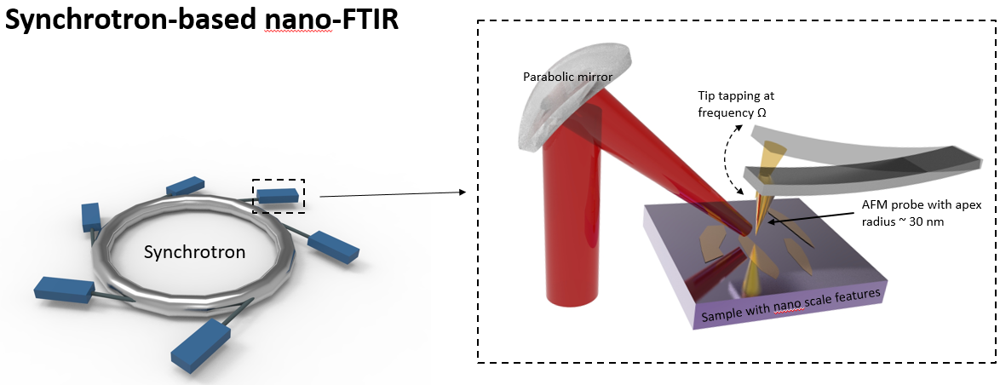 Synchrotron-based nano-FTIR
Parabolic mirror
Tip tapping at
frequency Ω
AFM probe with apex
radius ~ 30 nm
Synchrotron
Sample with nano scale features